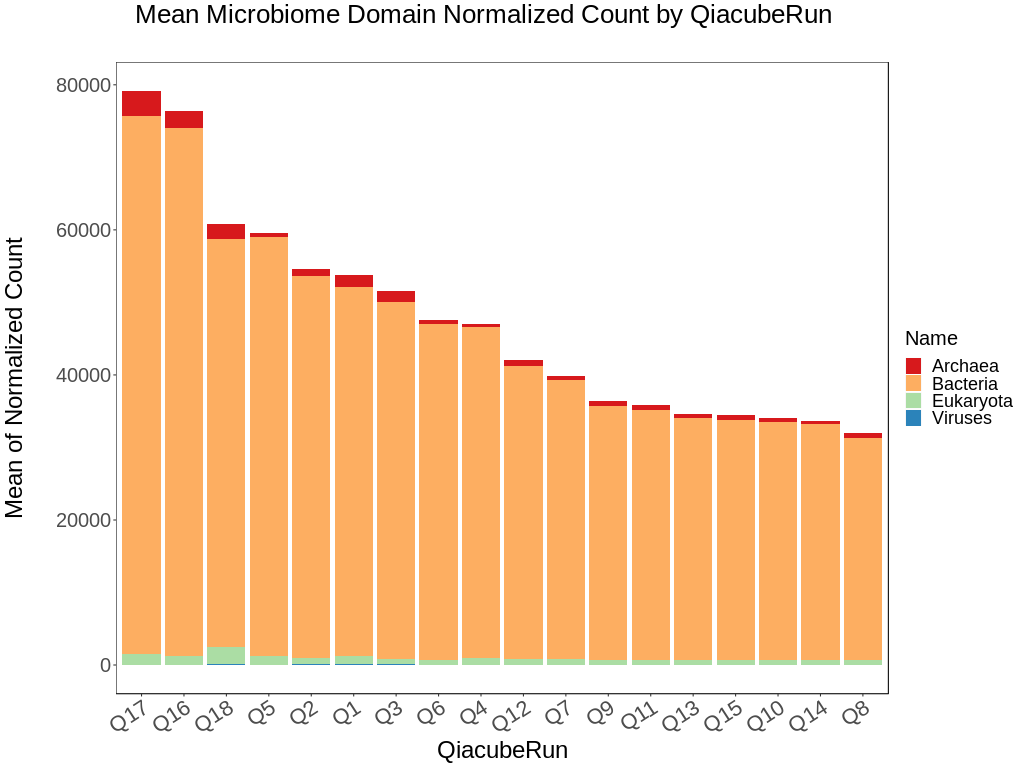 Mean Microbiome Domain Normalized Count by QiacubeRun
Mean of Normalized Count
80000
60000
40000
20000
0
Q17 Q16 Q18 Q5 Q2 Q1 Q3 Q6 Q4 Q12 Q7 Q9 Q11 Q13 Q15 Q10 Q14 Q8
QiacubeRun
Name
Archaea
Bacteria
Eukaryota
Viruses